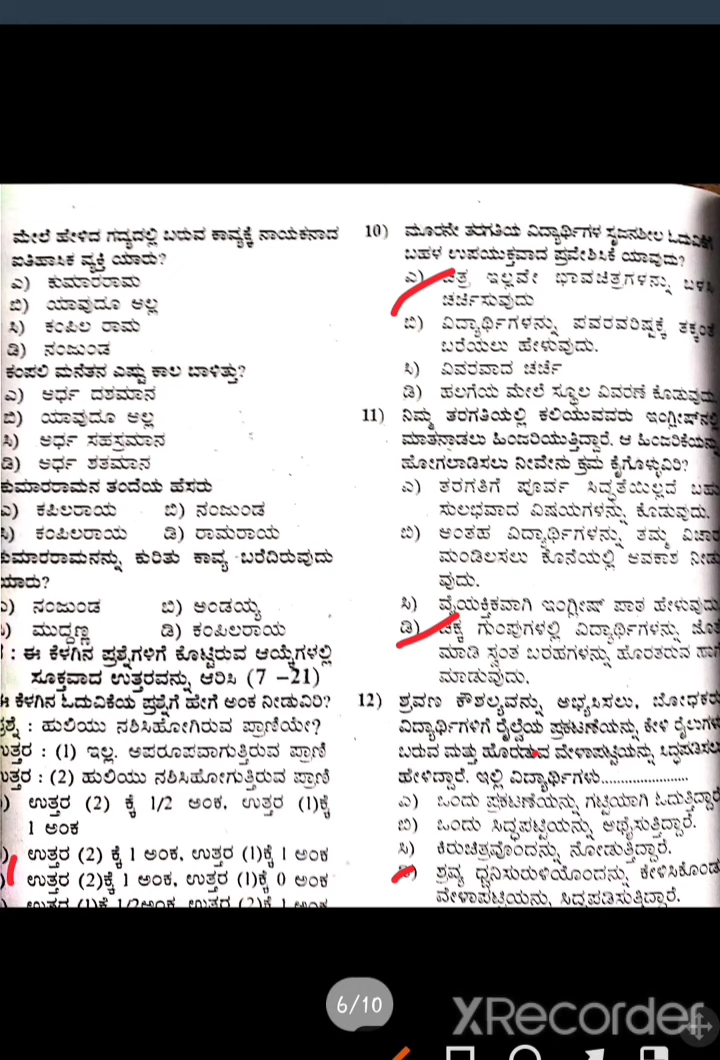 ಮೇಲೆ ಹೇಳಿದ ಗದ್ಯದಲ್ಲಿ ಬರುವ ಕಾವ್ಯಕ್ಕೆ ನಾಯಕನಾದ
ಐತಿಹಾಸಿಕ ವ್ಯಕ್ತಿ ಯಾರು?
ಎ) ಕುಮಾರರಾಮ
ಬಿ) ಯಾವುದೂ ಅಲ್ಲ
ಸಿ) ಕಂಪಿಲ ರಾಮ
ಡಿ) ನಂಜುಂಡ
ಕಂಪಲಿ ಮನೆತನ ಎಷ್ಟು ಕಾಲ ಬಾಳಿತ್ತು?
ಎ) ಅರ್ಧ ದಶಮಾನ
ಬಿ) ಯಾವುದೂ ಅಲ್ಲ
ಸಿ) ಅರ್ಧ ಸಹಸ್ರಮಾನ
ಡಿ) ಅರ್ಧ ಶತಮಾನ
ಕುಮಾರರಾಮನ ತಂದೆಯ ಹೆಸರು
ಎ) ಕಪಿಲರಾಯ ಬಿ) ನಂಜುಂಡ
ಸಿ) ಕಂಪಿಲರಾಯ ಡಿ) ರಾಮರಾಯ
ಕುಮಾರರಾಮನನ್ನು ಕುರಿತು ಕಾವ್ಯ ಬರೆದಿರುವುದು
ಯಾರು?
ನಂಜುಂಡ ಬಿ) ಅಂಡಯ್ಯ
ಮುದ್ದಣ್ಣ ಡಿ) ಕಂಪಿಲರಾಯ
: ಈ ಕೆಳಗಿನ ಪ್ರಶ್ನೆಗಳಿಗೆ ಕೊಟ್ಟಿರುವ ಆಯ್ಕೆಗಳಲ್ಲಿ
ಸೂಕ್ತವಾದ ಉತ್ತರವನ್ನು ಆರಿಸಿ (7 –21)
ಈ ಕೆಳಗಿನ ಓದುವಿಕೆಯ ಪ್ರಶ್ನೆಗೆ ಹೇಗೆ ಅಂಕ ನೀಡುವಿರಿ?
ಪ್ರಶ್ನೆ : ಹುಲಿಯು ನಶಿಸಿಹೋಗಿರುವ ಪ್ರಾಣಿಯೇ?
ಉತ್ತರ : (1) ಇಲ್ಲ. ಅಪರೂಪವಾಗುತ್ತಿರುವ ಪ್ರಾಣಿ
ಉತ್ತರ : (2) ಹುಲಿಯು ನಶಿಸಿಹೋಗುತ್ತಿರುವ ಪ್ರಾಣಿ
) ಉತ್ತರ (2) ಕ್ಕೆ 1/2 ಅಂಕ, ಉತ್ತರ (1)ಕ್ಕೆ
1 ಅಂಕ
) ಉತ್ತರ (2) ಕ್ಕೆ 1 ಅಂಕ, ಉತ್ತರ (1)ಕ್ಕೆ 1 ಅಂಕ
) ಉತ್ತರ (2)ಕ್ಕೆ 1 ಅಂಕ, ಉತ್ತರ (1)ಕ್ಕೆ 0 ಅಂಕ
10) ಮೂರನೇ ತರಗತಿಯ ವಿದ್ಯಾರ್ಥಿಗಳ ಸೃಜನಶೀಲ
ಬಹಳ ಉಪಯುಕ್ತವಾದ ಪ್ರವೇಶಿಸಿಕೆ ಯಾವುದು?
ಎ) ಚಿತ್ರ ಇಲ್ಲವೇ ಭಾವಚಿತ್ರಗಳನ್ನು ಬಳಸಿ
ಚರ್ಚಿಸುವುದು
ಬಿ) ವಿದ್ಯಾರ್ಥಿಗಳನ್ನು ತಕ್ಕಂತೆ
ಬರೆಯಲು ಹೇಳುವುದು.
ಸಿ) ವಿವರವಾದ ಚರ್ಚೆ
ಡಿ) ಹಲಗೆಯ ಮೇಲೆ ಸ್ಥೂಲ ವಿವರಣೆ ಕೊಡುವುದು
11) ನಿಮ್ಮ ತರಗತಿಯಲ್ಲಿ ಕಲಿಯುವವರು ಇಂಗ್ಲೀಷ್‌ನಲ್ಲಿ
ಮಾತನಾಡಲು ಹಿಂಜರಿಯುತ್ತಿದ್ದಾರೆ. ಆ ಹಿಂಜರಿಕೆಯನ್ನು
ಹೋಗಲಾಡಿಸಲು ನೀವೇನು ಕ್ರಮ ಕೈಗೊಳ್ಳುವಿರಿ?
ಎ) ತರಗತಿಗೆ ಪೂರ್ವ ಸಿದ್ಧತೆಯಿಲ್ಲದೆ ಬಹು
ಸುಲಭವಾದ ವಿಷಯಗಳನ್ನು ಕೊಡುವುದು.
ಬಿ) ಅಂತಹ ವಿದ್ಯಾರ್ಥಿಗಳನ್ನು ತಮ್ಮ ವಿಚಾರ
ಮಂಡಿಲಸಲು ಕೊನೆಯಲ್ಲಿ ಅವಕಾಶ ನೀಡು
ವುದು.
ಸಿ) ವೈಯಕ್ತಿಕವಾಗಿ ಇಂಗ್ಲೀಷ್ ಪಾಠ ಹೇಳುವುದು
ಡಿ) ಚಿಕ್ಕ ಗುಂಪುಗಳಲ್ಲಿ ವಿದ್ಯಾರ್ಥಿಗಳನ್ನು ಜೊತೆ
ಮಾಡಿ ಸ್ವಂತ ಬರಹಗಳನ್ನು ಹೊರತರುವ ಹಾಗೆ
ಮಾಡುವುದು.
12) ಶ್ರವಣ ಕೌಶಲ್ಯವನ್ನು ಅಭ್ಯಸಿಸಲು, ಬೋಧಕರು
ವಿದ್ಯಾರ್ಥಿಗಳಿಗೆ ರೈಲ್ವೆಯ ಪ್ರಕಟಣೆಯನ್ನು ಕೇಳಿ ರೈಲುಗಳ
ಬರುವ ಮತ್ತು ಹೊರಡುವ ವೇಳಾಪಟ್ಟಿಯನ್ನು ಸಿದ್ಧಪಡಿಸಲು
ಹೇಳಿದ್ದಾರೆ. ಇಲ್ಲಿ ವಿದ್ಯಾರ್ಥಿಗಳು......................
ಎ) ಒಂದು ಪ್ರಕಟಣೆಯನ್ನು ಗಟ್ಟಿಯಾಗಿ ಓದುತ್ತಿದ್ದಾರೆ
ಬಿ) ಒಂದು ಸಿದ್ಧಪಟ್ಟಿಯನ್ನು ಅರ್ಥೈಸುತ್ತಿದ್ದಾರೆ.
ಸಿ) ಕಿರುಚಿತ್ರವೊಂದನ್ನು ನೋಡುತ್ತಿದ್ದಾರೆ.
ಡಿ) ಶ್ರವ್ಯ ಧ್ವನಿಸುರುಳಿಯೊಂದನ್ನು ಕೇಳಿಸಿಕೊಂಡು
ವೇಳಾಪಟ್ಟಿಯನ್ನು ಸಿದ್ದಪಡಿಸುತ್ತಿದ್ದಾರೆ.
6/10
XRecorder